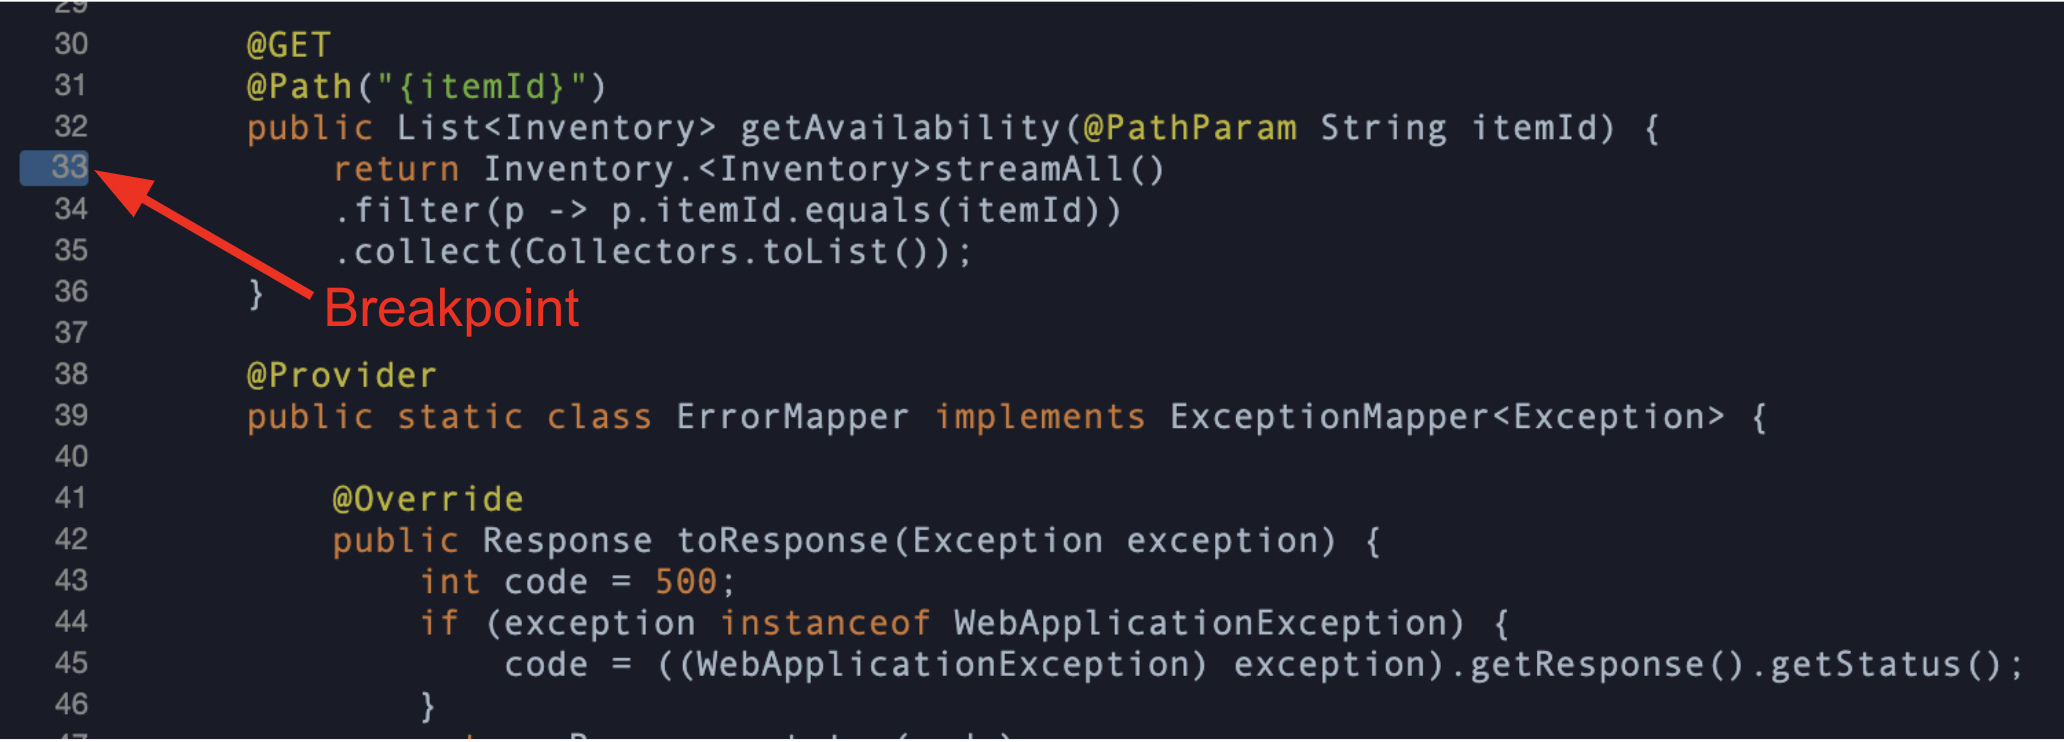 29
30 @GET
31 @Path("{itemId}")
32 public List<Inventory> getAvailability(@PathParam String itemId) {
33 return Inventory.<Inventory>streamAll()
34 .filter(p -> p.itemId.equals(itemId))
35 .collect(Collectors.toList());
36 }
Breakpoint
37
38 @Provider
39 public static class ErrorMapper implements ExceptionMapper<Exception> {
40
41 @Override
42 public Response toResponse(Exception exception) {
43 int code = 500;
44 if (exception instanceof WebApplicationException) {
45 code = ((WebApplicationException) exception).getResponse().getStatus();
46 }
47